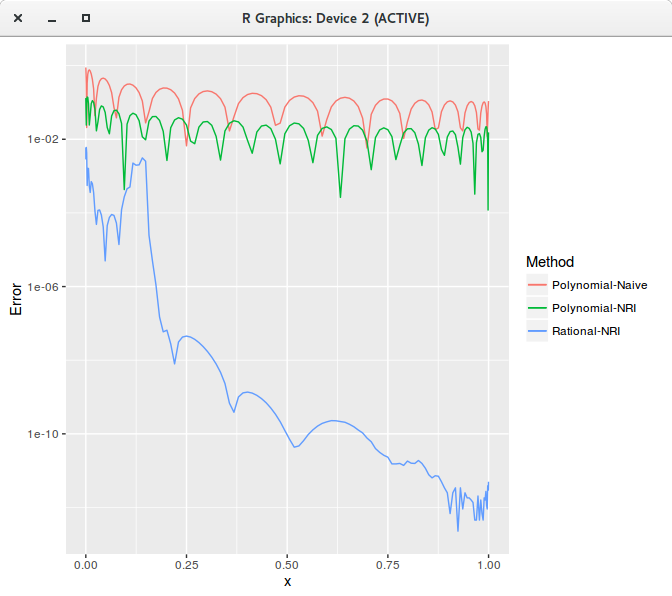 R Graphics: Device 2 (ACTIVE)
Error
1e-02
1e-06
1e-10
0.00 0.25 0.50 0.75 1.00
x
Method
Polynomial-Naive
Polynomial-NRI
Rational-NRI